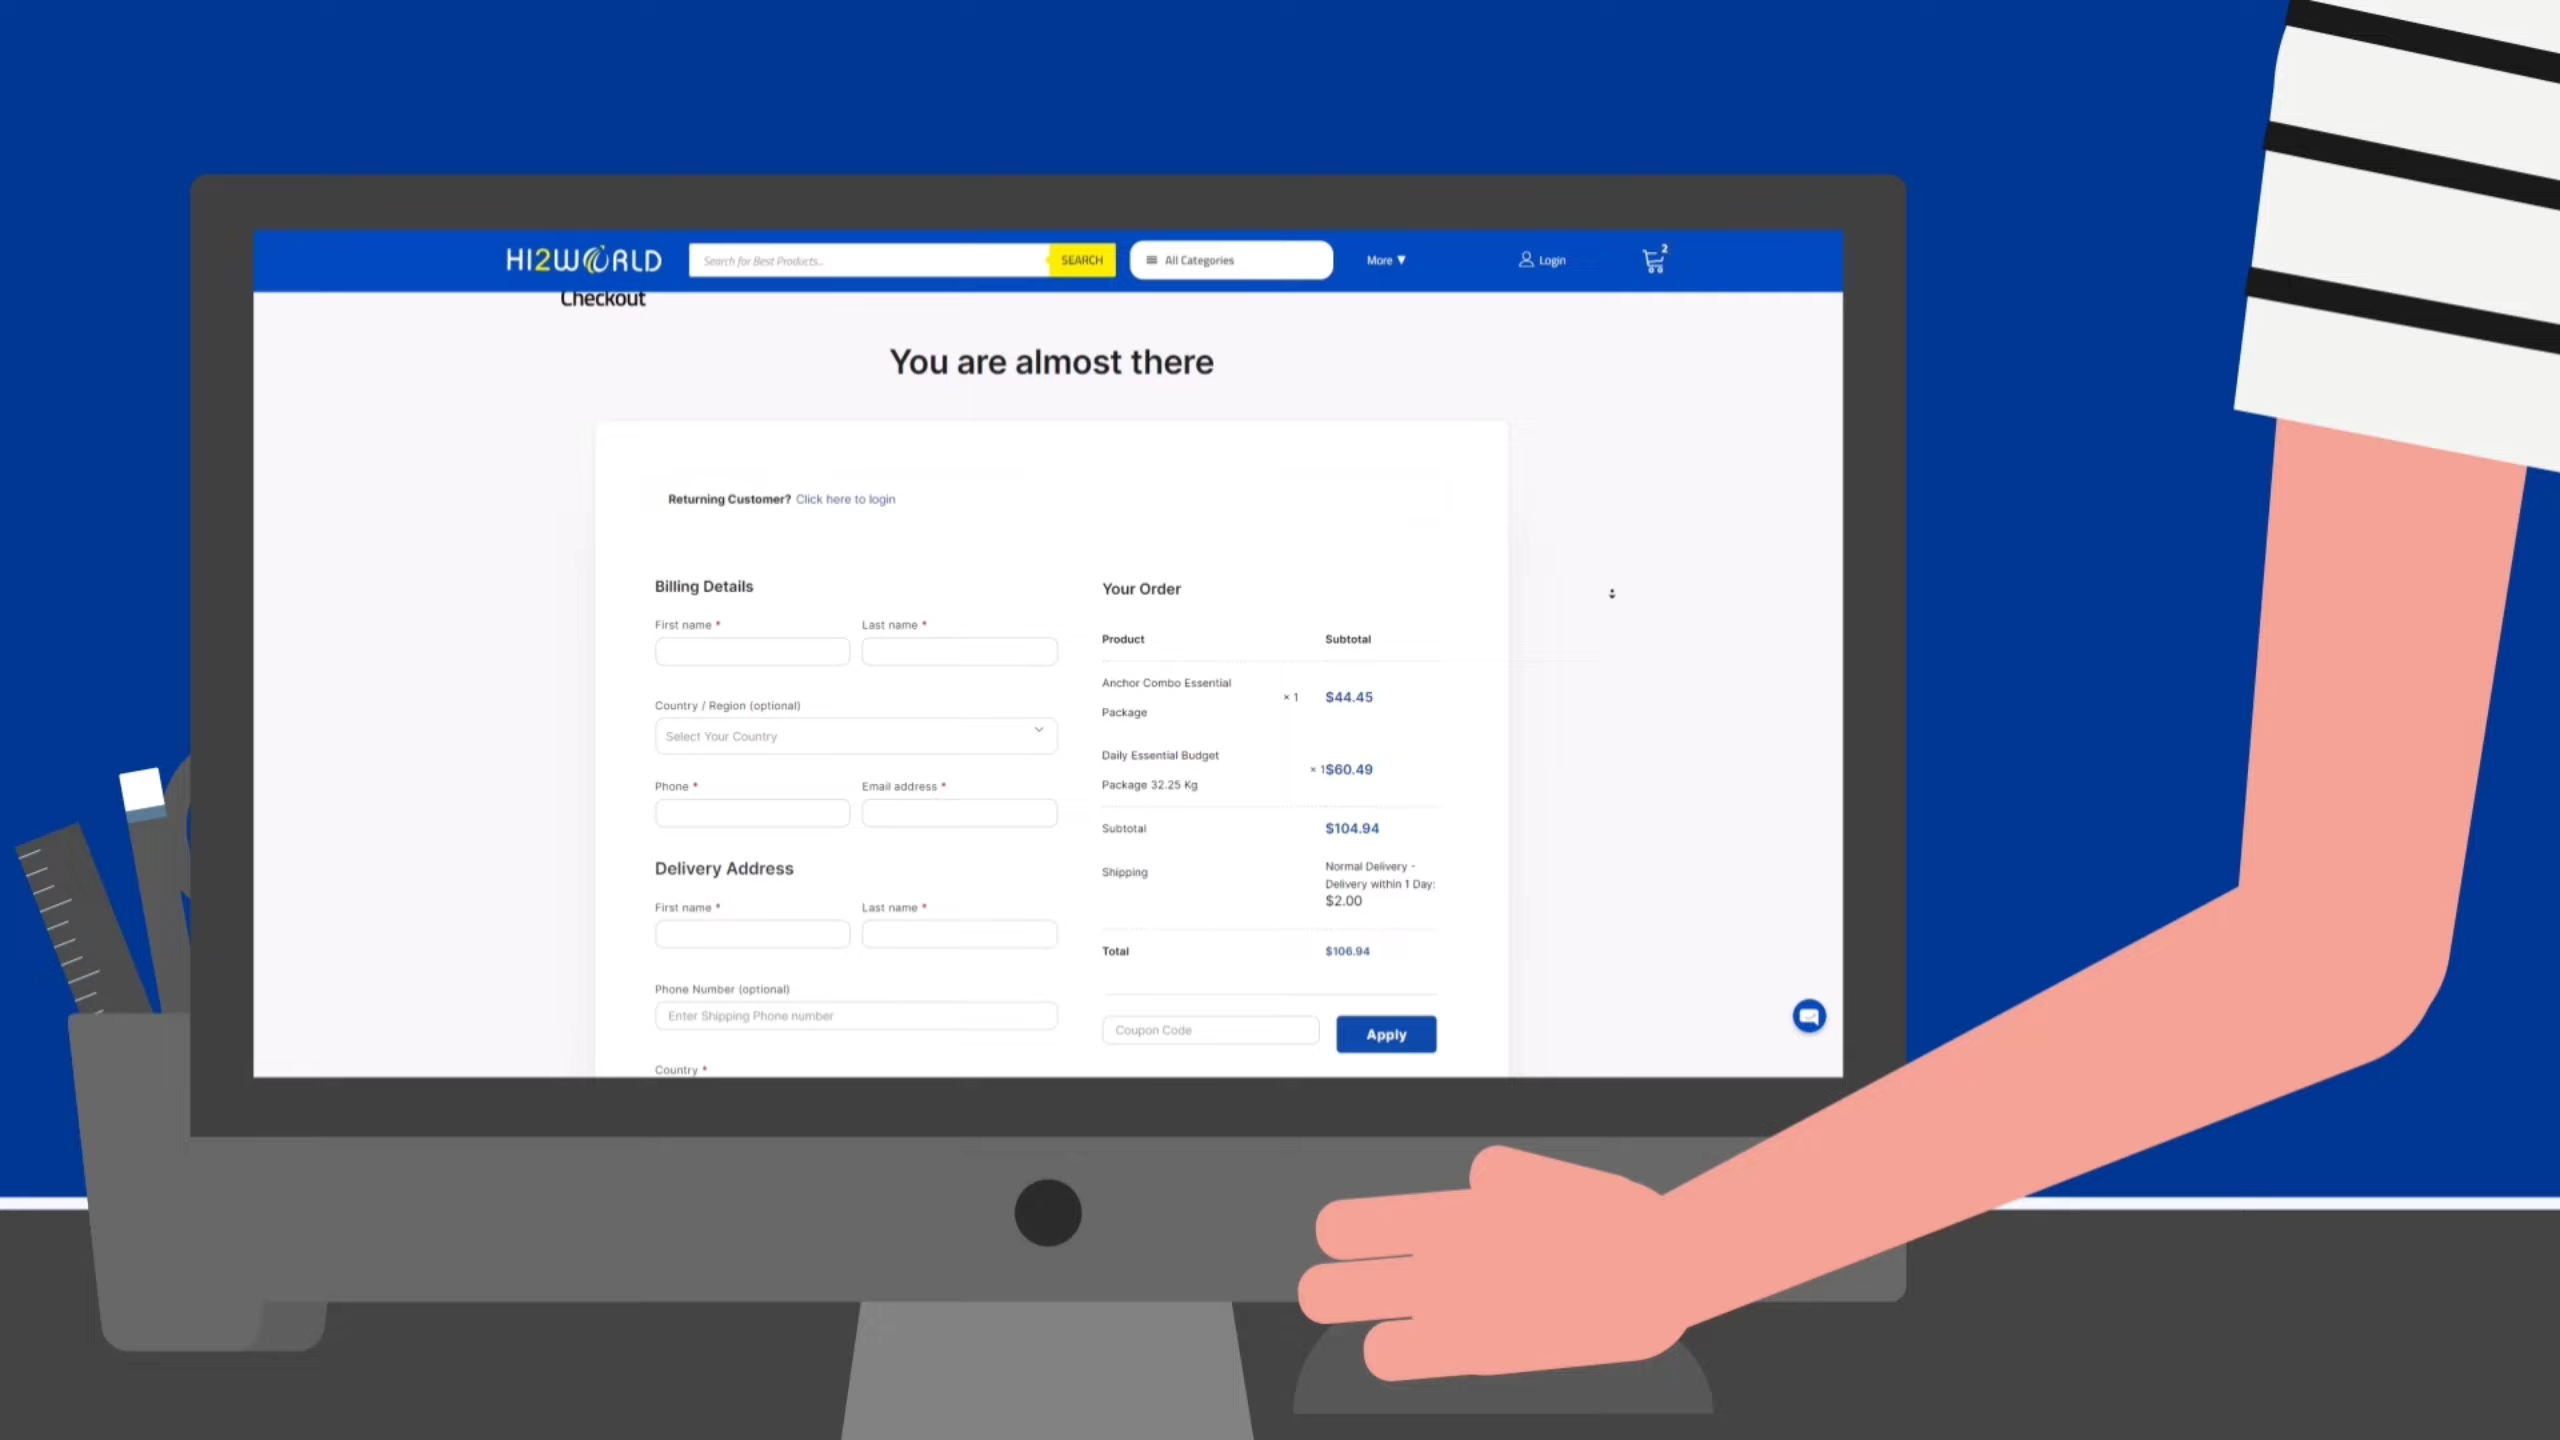 HI2WORLD
Search for Best Products..
SEARCH
All Categories
More ▼
Login
2
Checkout
You are almost there
Returning Customer? Click here to login
Billing Details
First name * Last name *
Country / Region (optional)
Select Your Country
Phone * Email address *
Delivery Address
First name * Last name *
Phone Number (optional)
Enter Shipping Phone number
Country *
Your Order
Product Subtotal
Anchor Combo Essential
Package
× 1 $44.45
Daily Essential Budget
Package 32.25 Kg
× 1 $60.49
Subtotal $104.94
Shipping
Normal Delivery -
Delivery within 1 Day:
$2.00
Total $106.94
Coupon Code
Apply